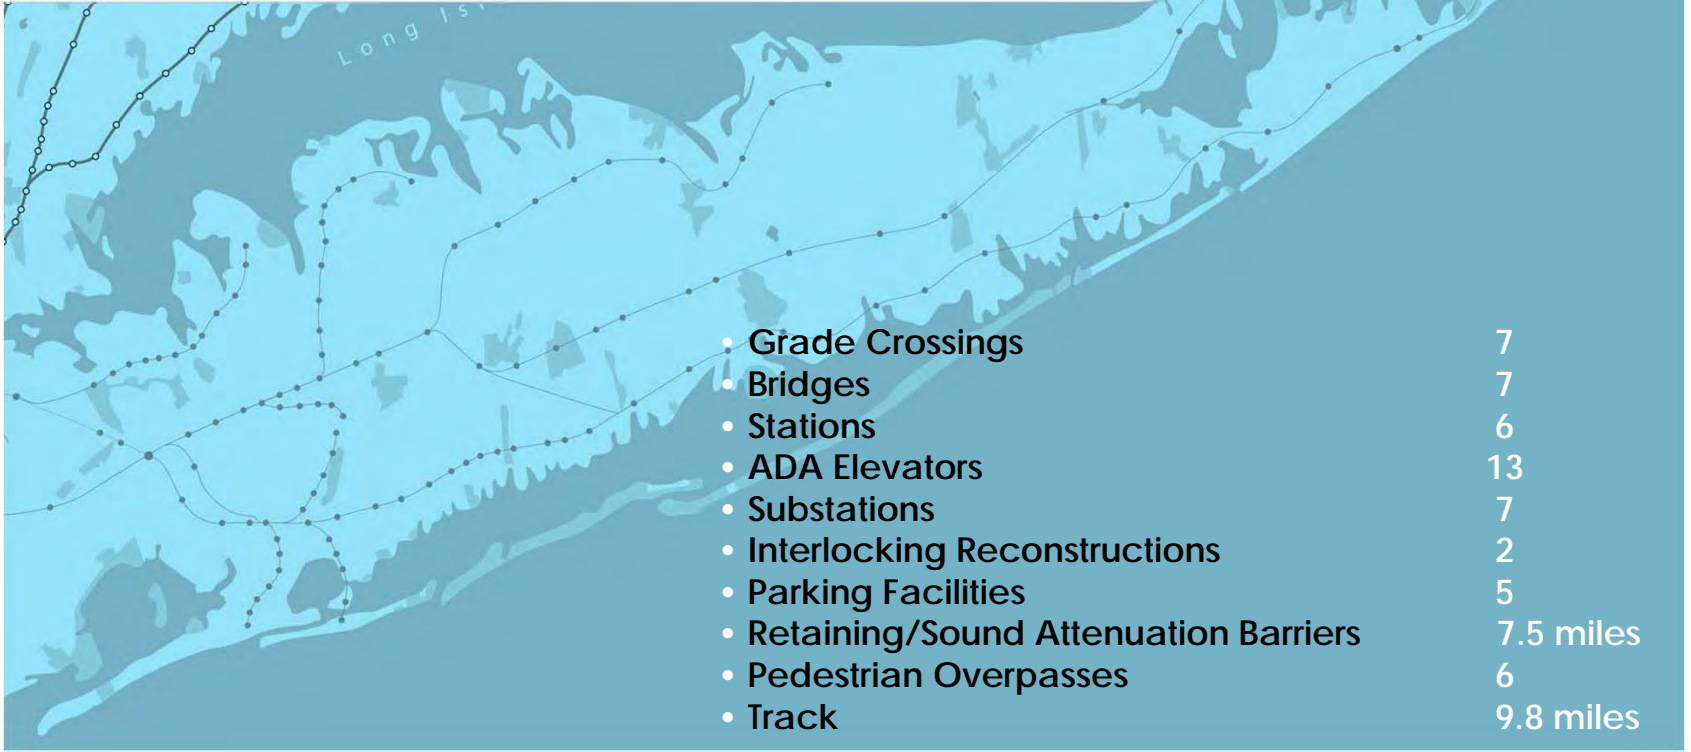 Long Isl
• Grade Crossings 7
• Bridges 7
• Stations 6
• ADA Elevators 13
• Substations 7
• Interlocking Reconstructions 2
• Parking Facilities 5
• Retaining/Sound Attenuation Barriers 7.5 miles
• Pedestrian Overpasses 6
• Track 9.8 miles